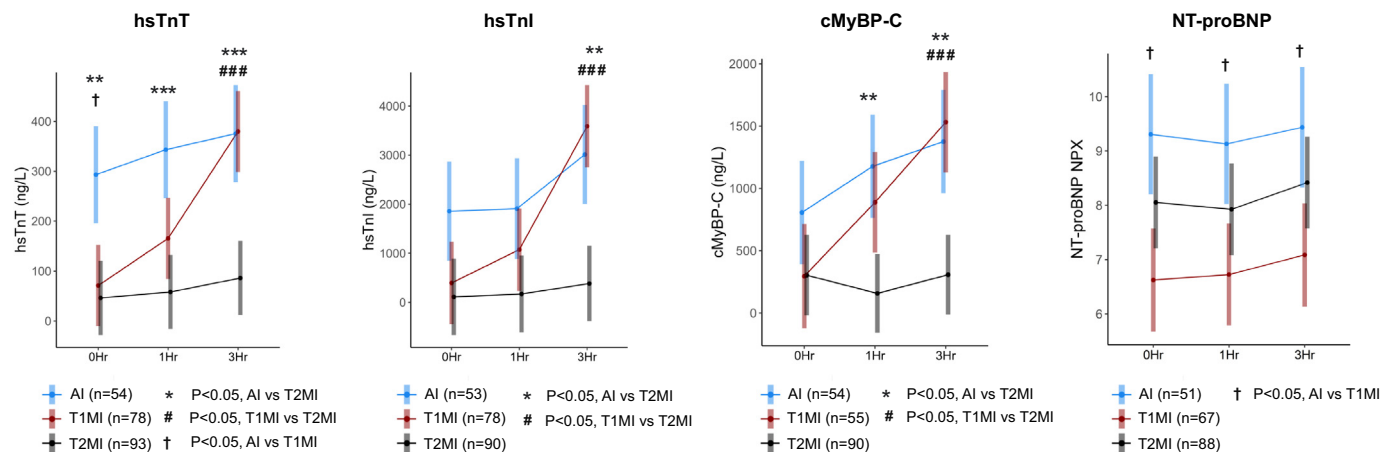 hsTnT
hsTnI
cMyBP-C
NT-proBNP
**
†
***
***
###
hsTnT (ng/L)
400
300
200
100
0
0Hr
1Hr
3Hr
AI (n=54)
* P<0.05, AI vs T2MI
T1MI (n=78)
# P<0.05, T1MI vs T2MI
T2MI (n=93)
† P<0.05, AI vs T1MI
**
###
hsTnI (ng/L)
4000
3000
2000
1000
0
0Hr
1Hr
3Hr
AI (n=53)
* P<0.05, AI vs T2MI
T1MI (n=78)
# P<0.05, T1MI vs T2MI
T2MI (n=90)
**
**
###
cMyBP-C (ng/L)
2000
1500
1000
500
0
0Hr
1Hr
3Hr
AI (n=54)
* P<0.05, AI vs T2MI
T1MI (n=55)
# P<0.05, T1MI vs T2MI
T2MI (n=90)
†
†
†
NT-proBNP NPX
10
9
8
7
6
0Hr
1Hr
3Hr
AI (n=51)
† P<0.05, AI vs T1MI
T1MI (n=67)
T2MI (n=88)